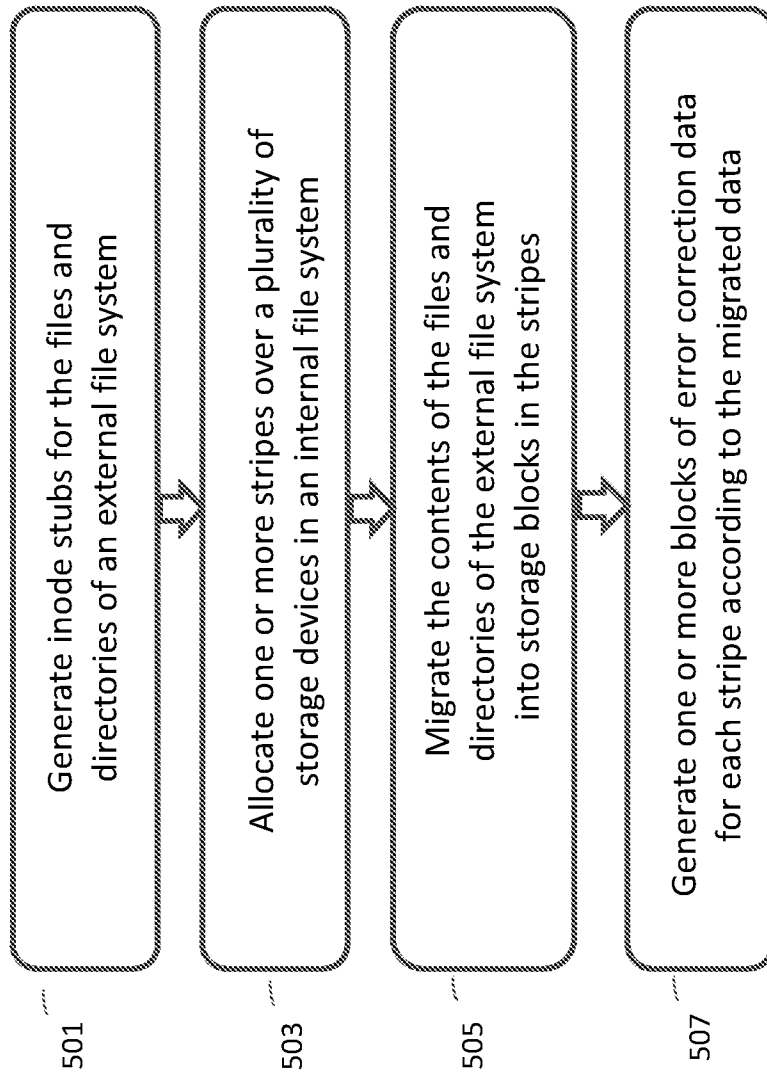 501
Generate inode stubs for the files and
directories of an external file system
503
Allocate one or more stripes over a plurality of
storage devices in an internal file system
505
Migrate the contents of the files and
directories of the external file system
into storage blocks in the stripes
507
Generate one or more blocks of error correction data
for each stripe according to the migrated data